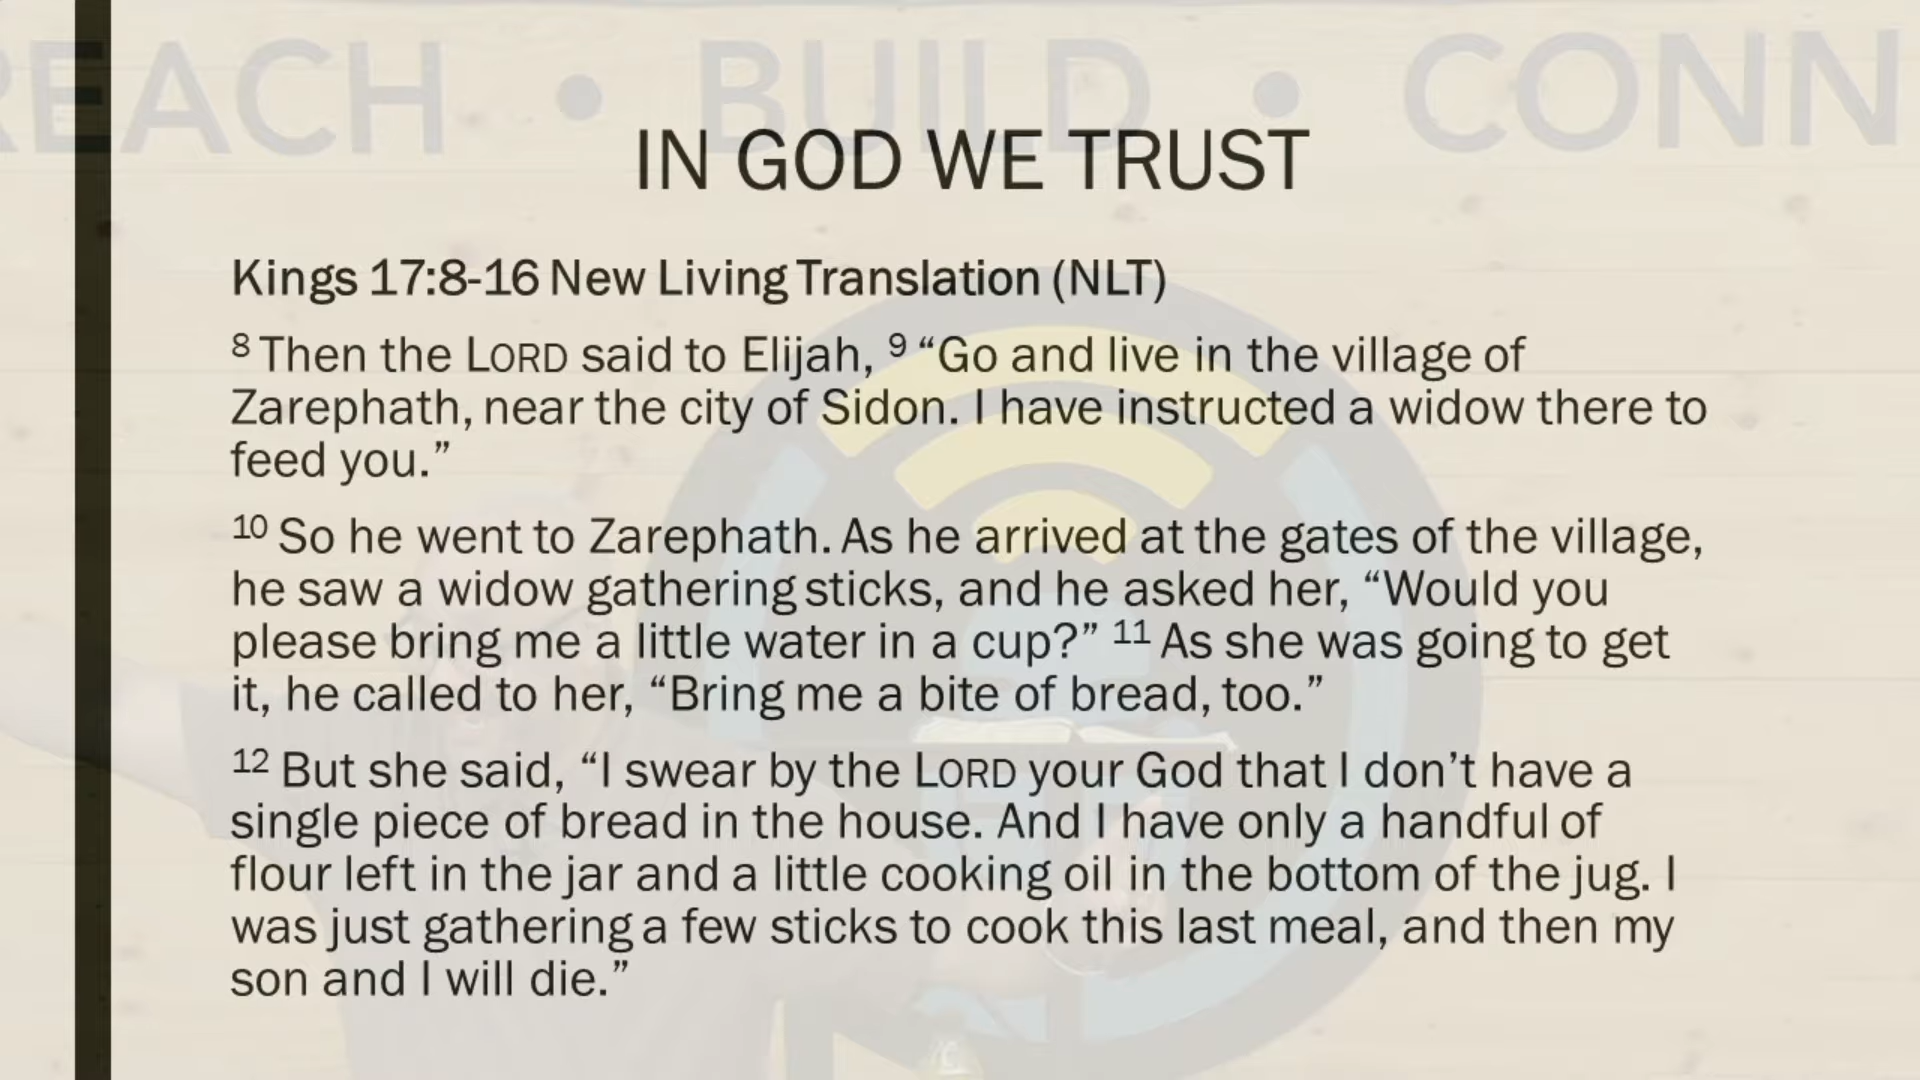 REACH • BUILD • CONN
IN GOD WE TRUST
Kings 17:8-16 New Living Translation (NLT)
8 Then the LORD said to Elijah, 9 “Go and live in the village of
Zarephath, near the city of Sidon. I have instructed a widow there to
feed you.”
10 So he went to Zarephath. As he arrived at the gates of the village,
he saw a widow gathering sticks, and he asked her, “Would you
please bring me a little water in a cup?” 11 As she was going to get
it, he called to her, “Bring me a bite of bread, too.”
12 But she said, “I swear by the LORD your God that I don’t have a
single piece of bread in the house. And I have only a handful of
flour left in the jar and a little cooking oil in the bottom of the jug. I
was just gathering a few sticks to cook this last meal, and then my
son and I will die.”